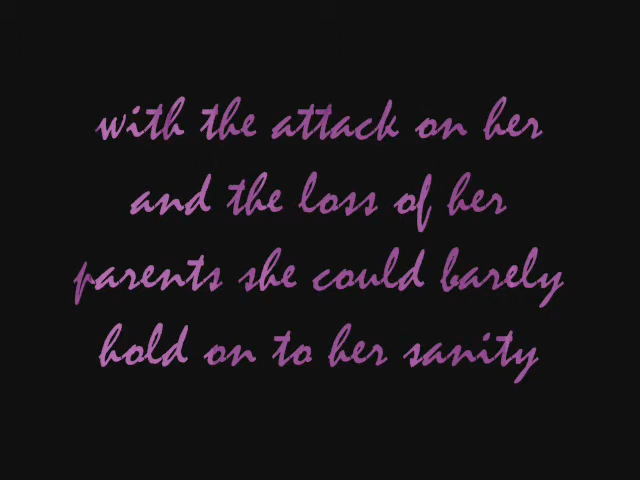 with the attack on her
and the loss of her
parents she could barely
hold on to her sanity